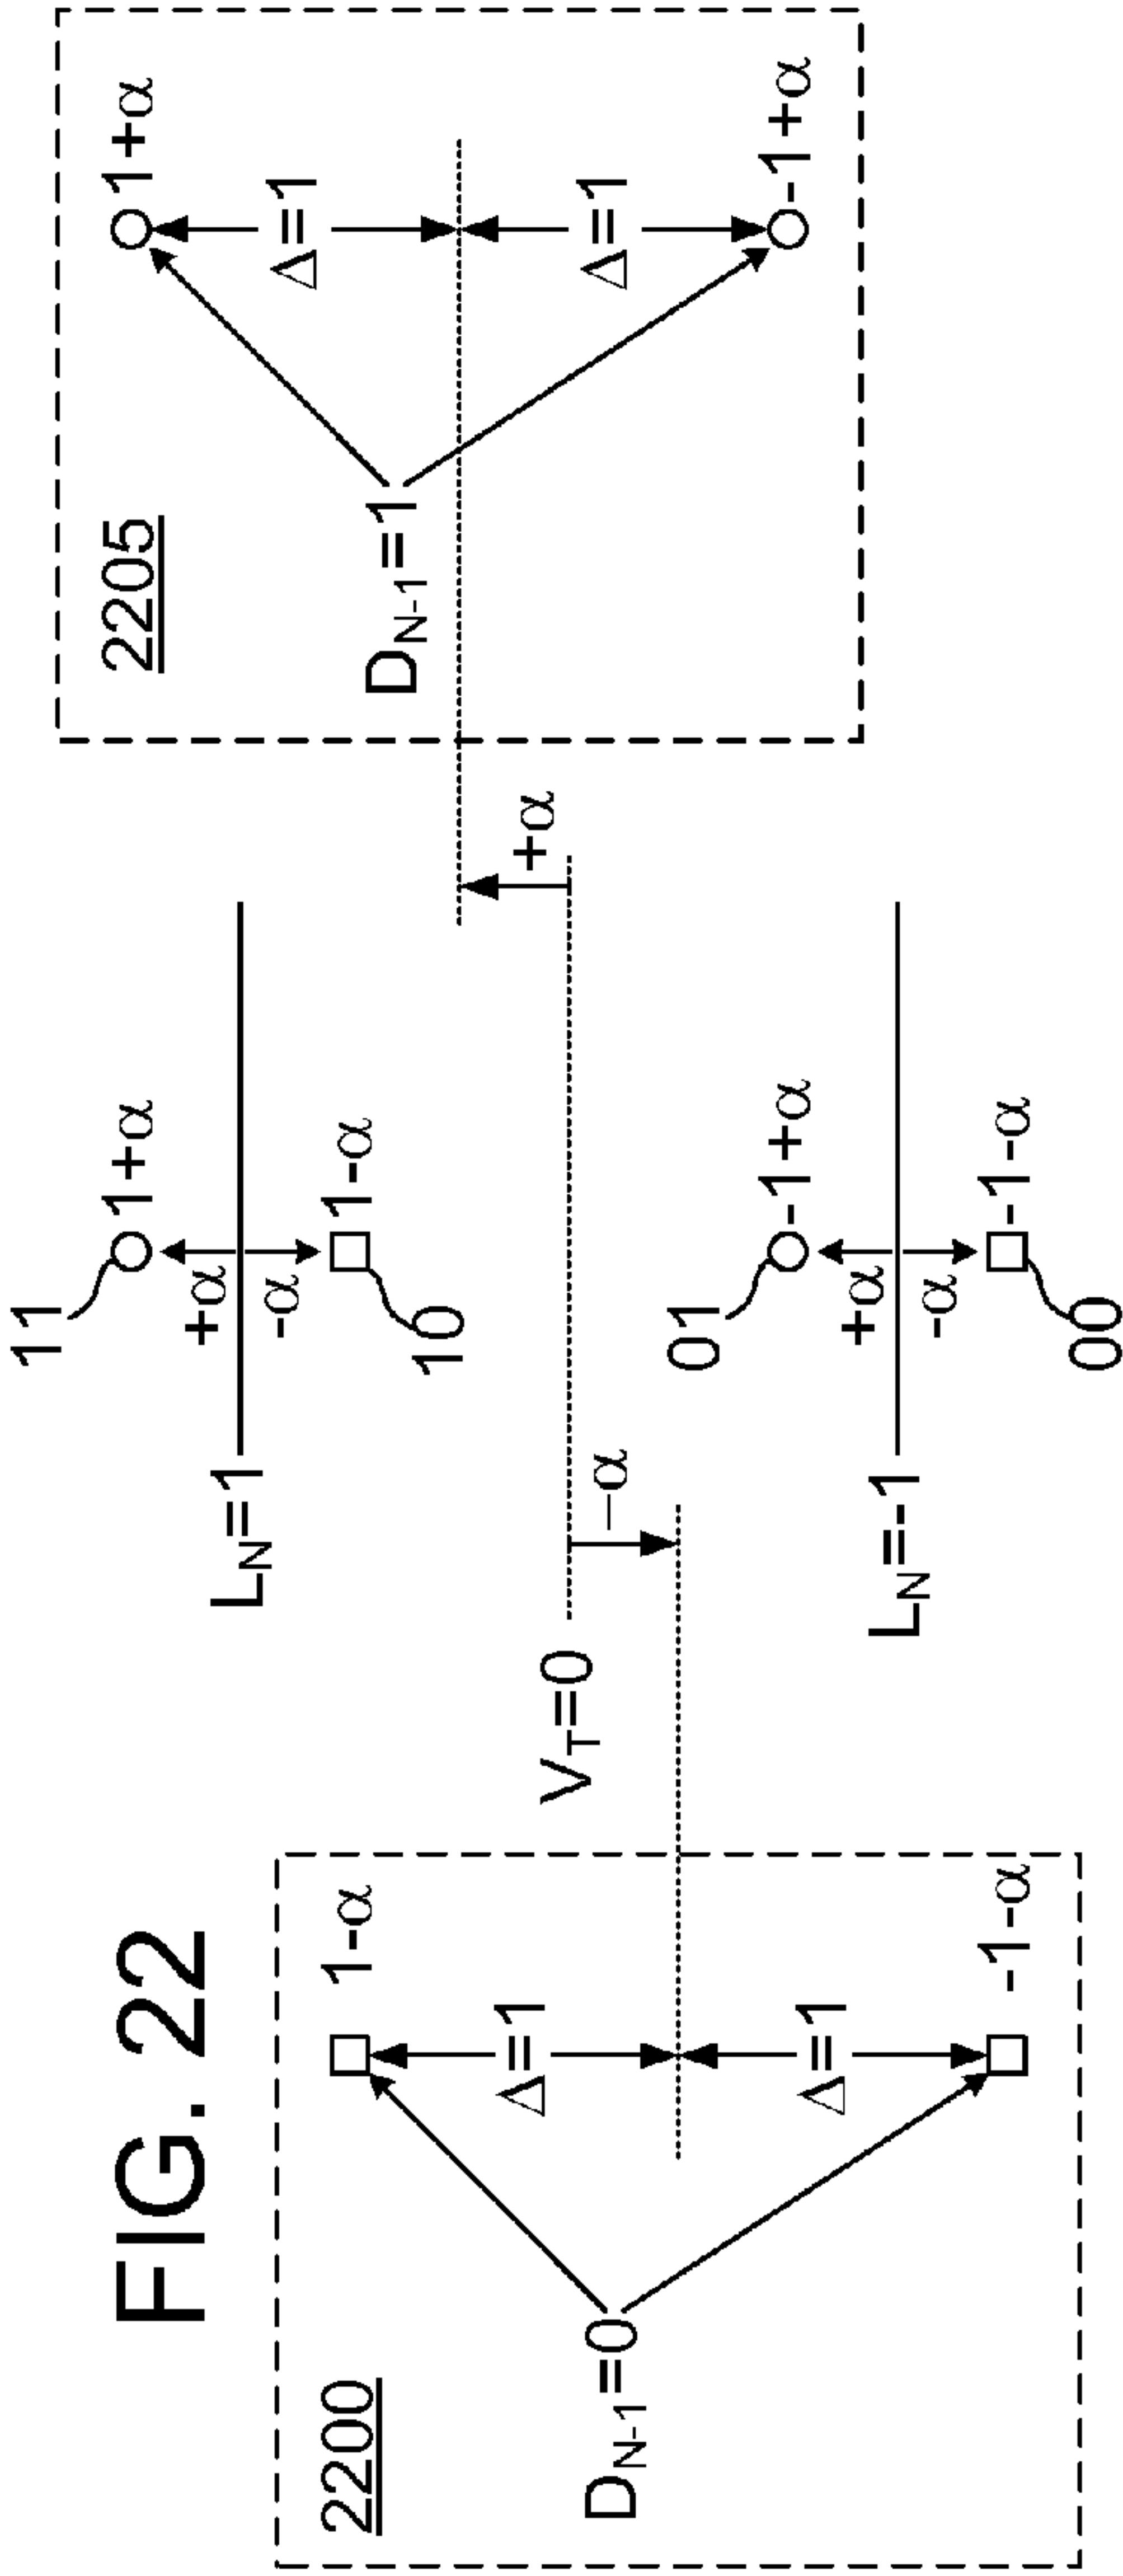 FIG. 22
2200
D_{N-1}=0
1-α
Δ=1
Δ=1
-1-α
V_T=0
–α
L_N=1
11
+α
-α
1+α
1-α
10
L_N=-1
01
+α
-α
-1+α
-1-α
00
+α
2205
D_{N-1}=1
1+α
Δ=1
Δ=1
-1+α